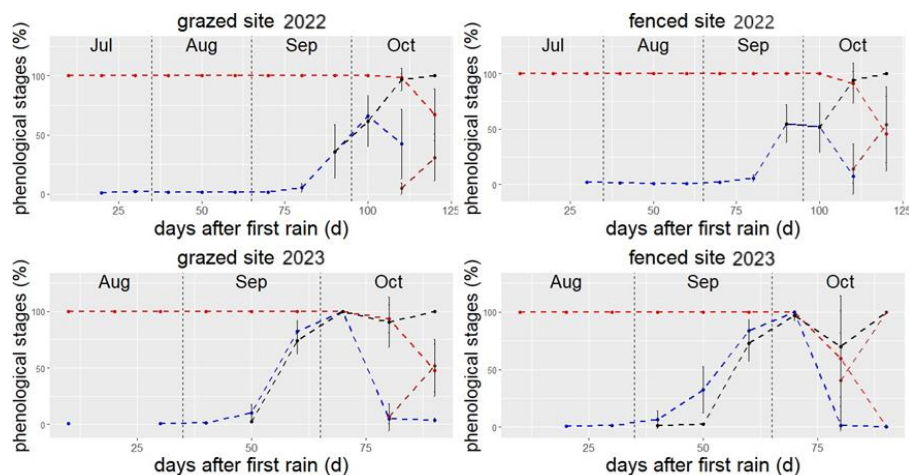 grazed site 2022
phenological stages (%)
Jul Aug Sep Oct
100
50
0
25 50 75 100 125
days after first rain (d)
fenced site 2022
phenological stages (%)
Jul Aug Sep Oct
100
50
0
25 50 75 100 125
days after first rain (d)
grazed site 2023
phenological stages (%)
Aug Sep Oct
100
50
0
25 50 75
days after first rain (d)
fenced site 2023
phenological stages (%)
Aug Sep Oct
100
50
0
25 50 75
days after first rain (d)